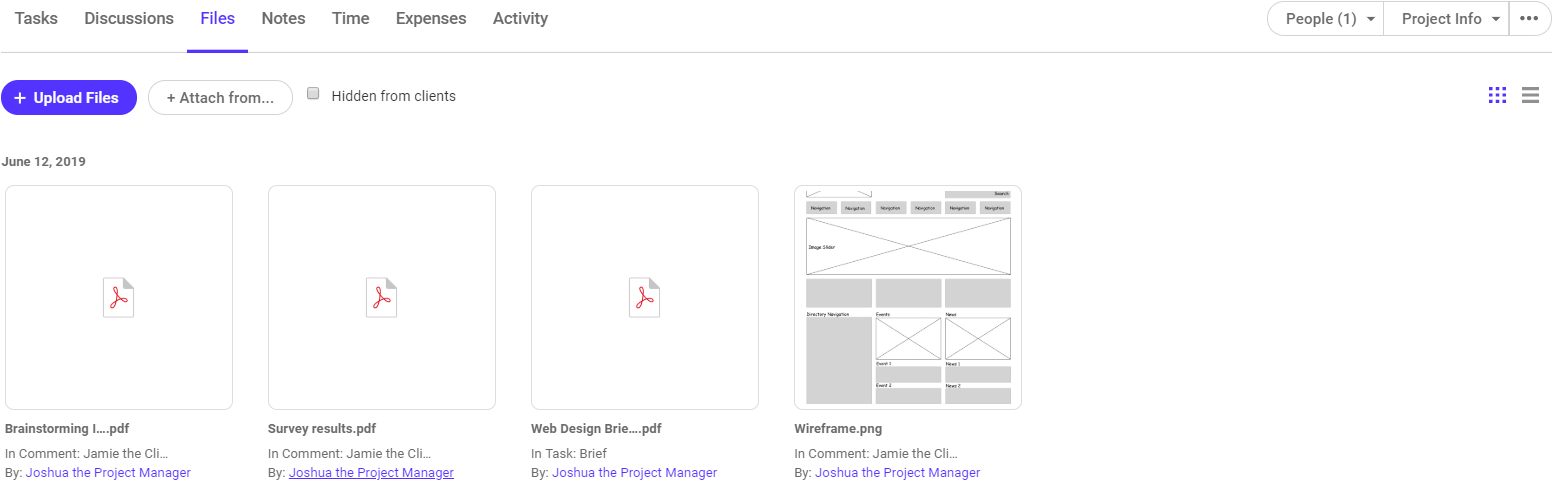 Tasks Discussions Files Notes Time Expenses Activity People (1) Project Info
+ Upload Files + Attach from... Hidden from clients
June 12, 2019
Search
Navigation Navigation Navigation Navigation Navigation Navigation
Image Slider
Directory Navigation Events News
Event 1 News 1
Event 2 News 2
Brainstorming I....pdf Survey results.pdf Web Design Brie....pdf Wireframe.png
In Comment: Jamie the Cli... In Comment: Jamie the Cli... In Task: Brief In Comment: Jamie the Cli...
By: Joshua the Project Manager By: Joshua the Project Manager By: Joshua the Project Manager By: Joshua the Project Manager